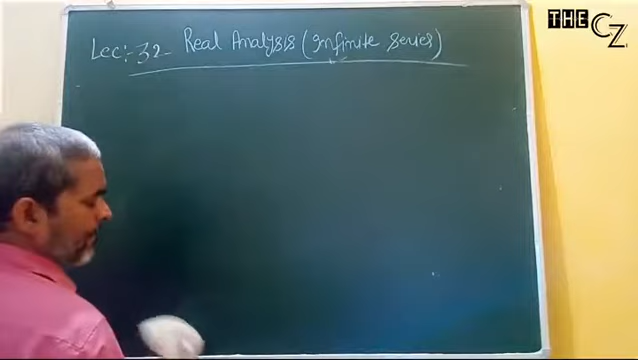 Lec:- 32- Real Analysis (Infinite Series)
THE CZ